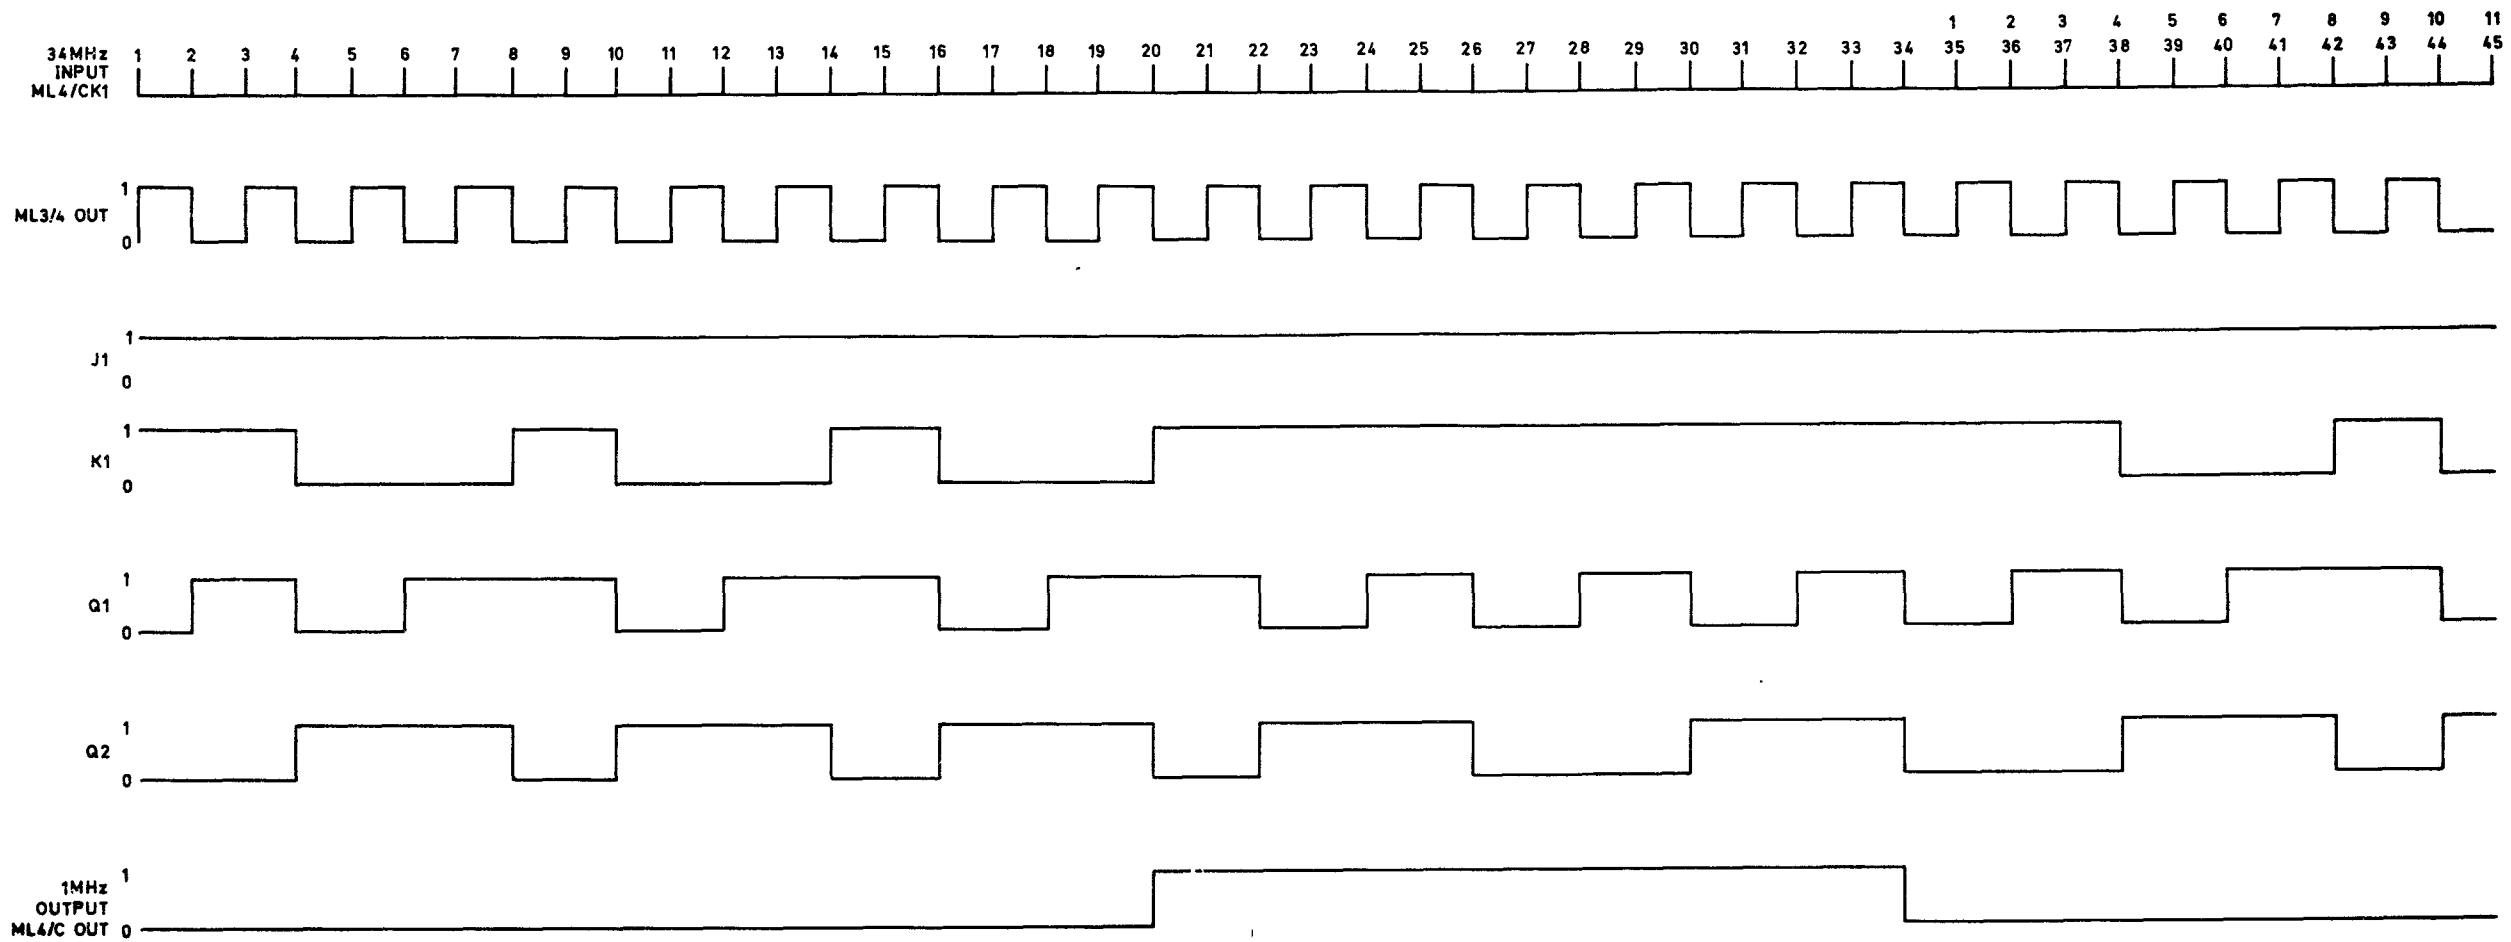 1 2 3 4 5 6 7 8 9 10 11
34MHz 1 2 3 4 5 6 7 8 9 10 11 12 13 14 15 16 17 18 19 20 21 22 23 24 25 26 27 28 29 30 31 32 33 34 35 36 37 38 39 40 41 42 43 44 45
INPUT
ML4/CK1
1
ML3/4 OUT
0
1
J1
0
1
K1
0
1
Q1
0
1
Q2
0
1
1MHz
OUTPUT
ML4/C OUT 0